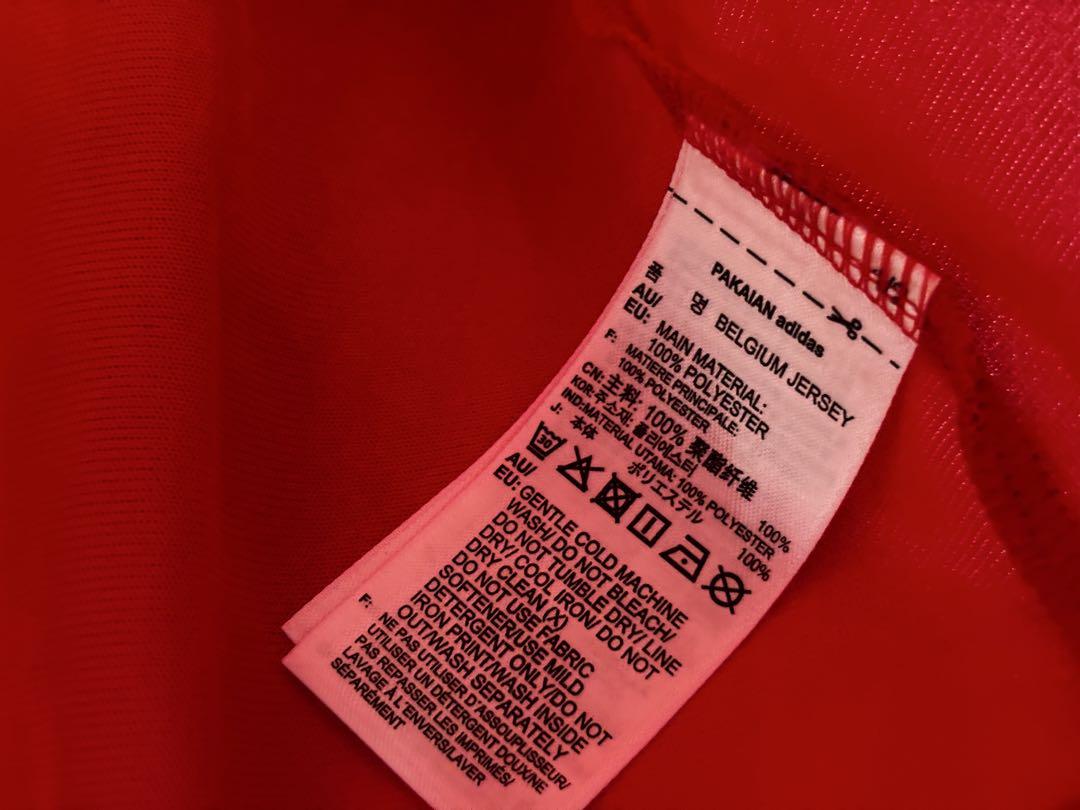 PAKAIAN adidas
품 명 BELGIUM JERSEY
AU/
EU: MAIN MATERIAL:
100% POLYESTER
F: MATIERE PRINCIPALE:
100% POLYESTER
CN: 主料: 100% 聚酯纤维
KOR: 주소재: 폴리에스터 100%
IND: MATERIAL UTAMA: 100% POLYESTER
J: 本体 ポリエステル 100%
30
AU/
EU: GENTLE COLD MACHINE
WASH/ DO NOT BLEACH/
DO NOT TUMBLE DRY/ LINE
DRY/ COOL IRON/ DO NOT
DRY CLEAN (X)
DO NOT USE FABRIC
SOFTENER/USE MILD
DETERGENT ONLY/DO NOT
IRON PRINT/WASH INSIDE
OUT/WASH SEPARATELY
F: NE PAS UTILISER D'ASSOUPLISSEUR/
UTILISER UN DÉTERGENT DOUX/NE
PAS REPASSER LES IMPRIMÉS/
LAVAGE À L'ENVERS/LAVER
SÉPARÉMENT